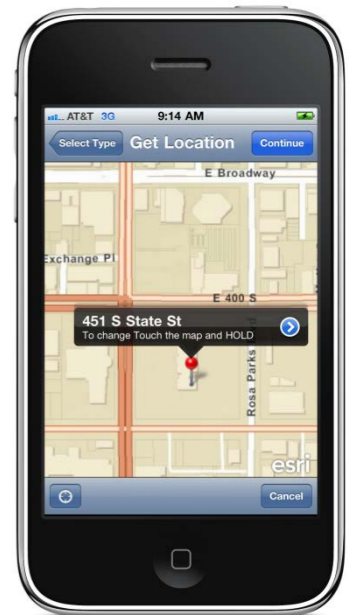 AT&T 3G 9:14 AM
Select Type Get Location Continue
E Broadway
Exchange Pl
E 400 S
451 S State St
To change Touch the map and HOLD
Rosa Parks
esri
Cancel